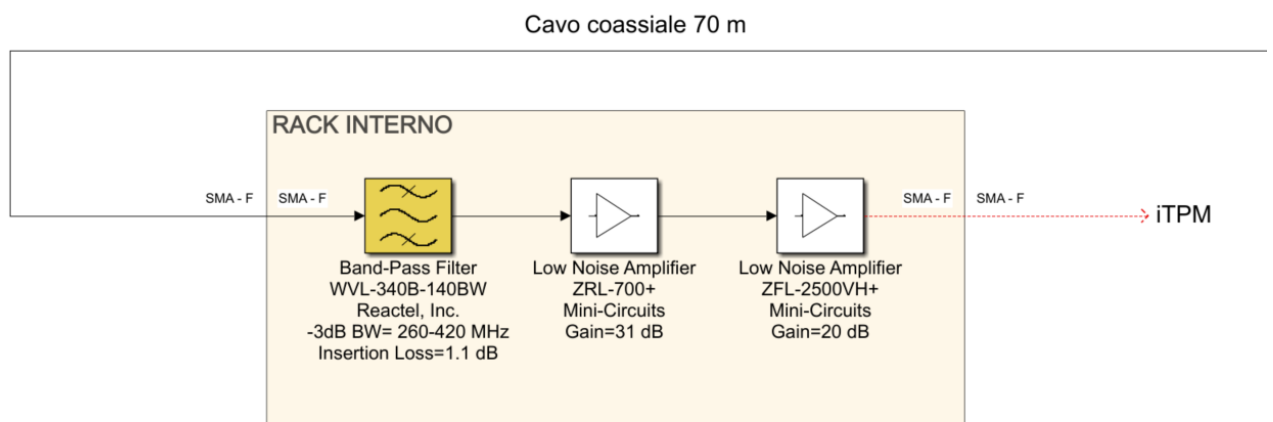 Cavo coassiale 70 m
RACK INTERNO
SMA - F
SMA - F
SMA - F
SMA - F
iTPM
Band-Pass Filter
WVL-340B-140BW
Reactel, Inc.
-3dB BW= 260-420 MHz
Insertion Loss=1.1 dB
Low Noise Amplifier
ZRL-700+
Mini-Circuits
Gain=31 dB
Low Noise Amplifier
ZFL-2500VH+
Mini-Circuits
Gain=20 dB